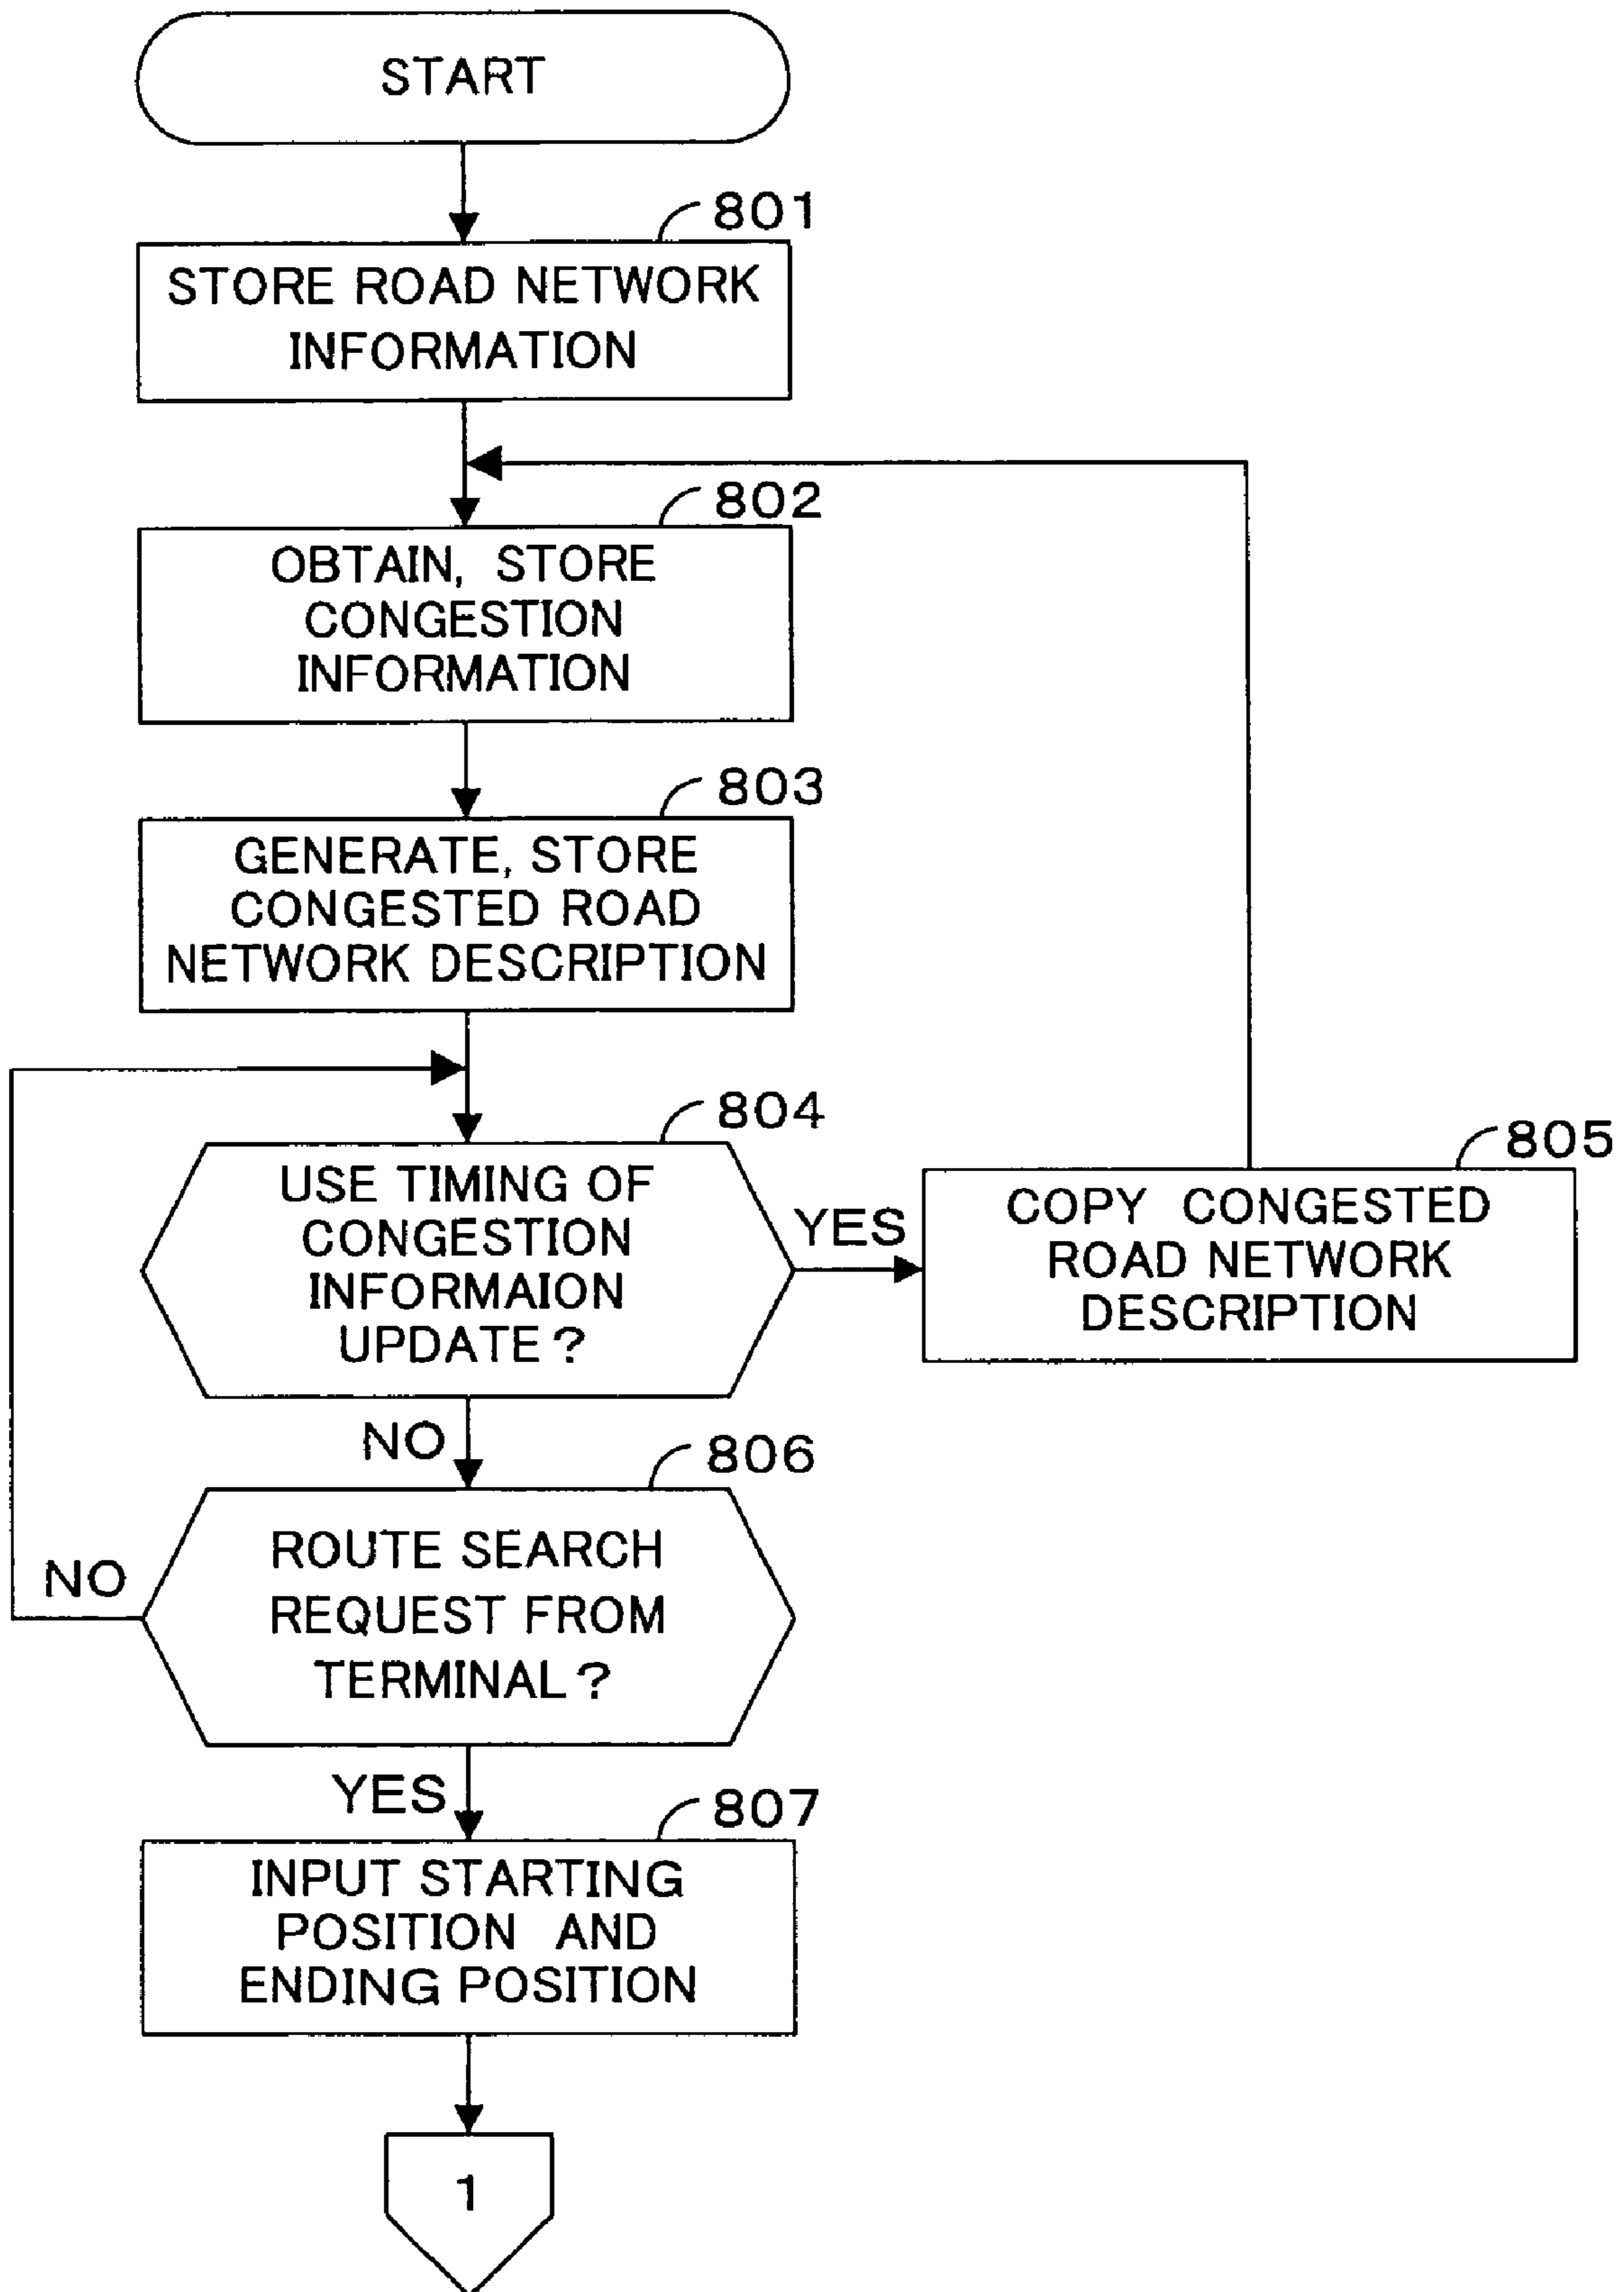 START
801
STORE ROAD NETWORK
INFORMATION
802
OBTAIN, STORE
CONGESTION
INFORMATION
803
GENERATE, STORE
CONGESTED ROAD
NETWORK DESCRIPTION
804
USE TIMING OF
CONGESTION
INFORMAION
UPDATE?
YES
805
COPY CONGESTED
ROAD NETWORK
DESCRIPTION
NO
806
ROUTE SEARCH
REQUEST FROM
TERMINAL?
NO
YES
807
INPUT STARTING
POSITION AND
ENDING POSITION
1